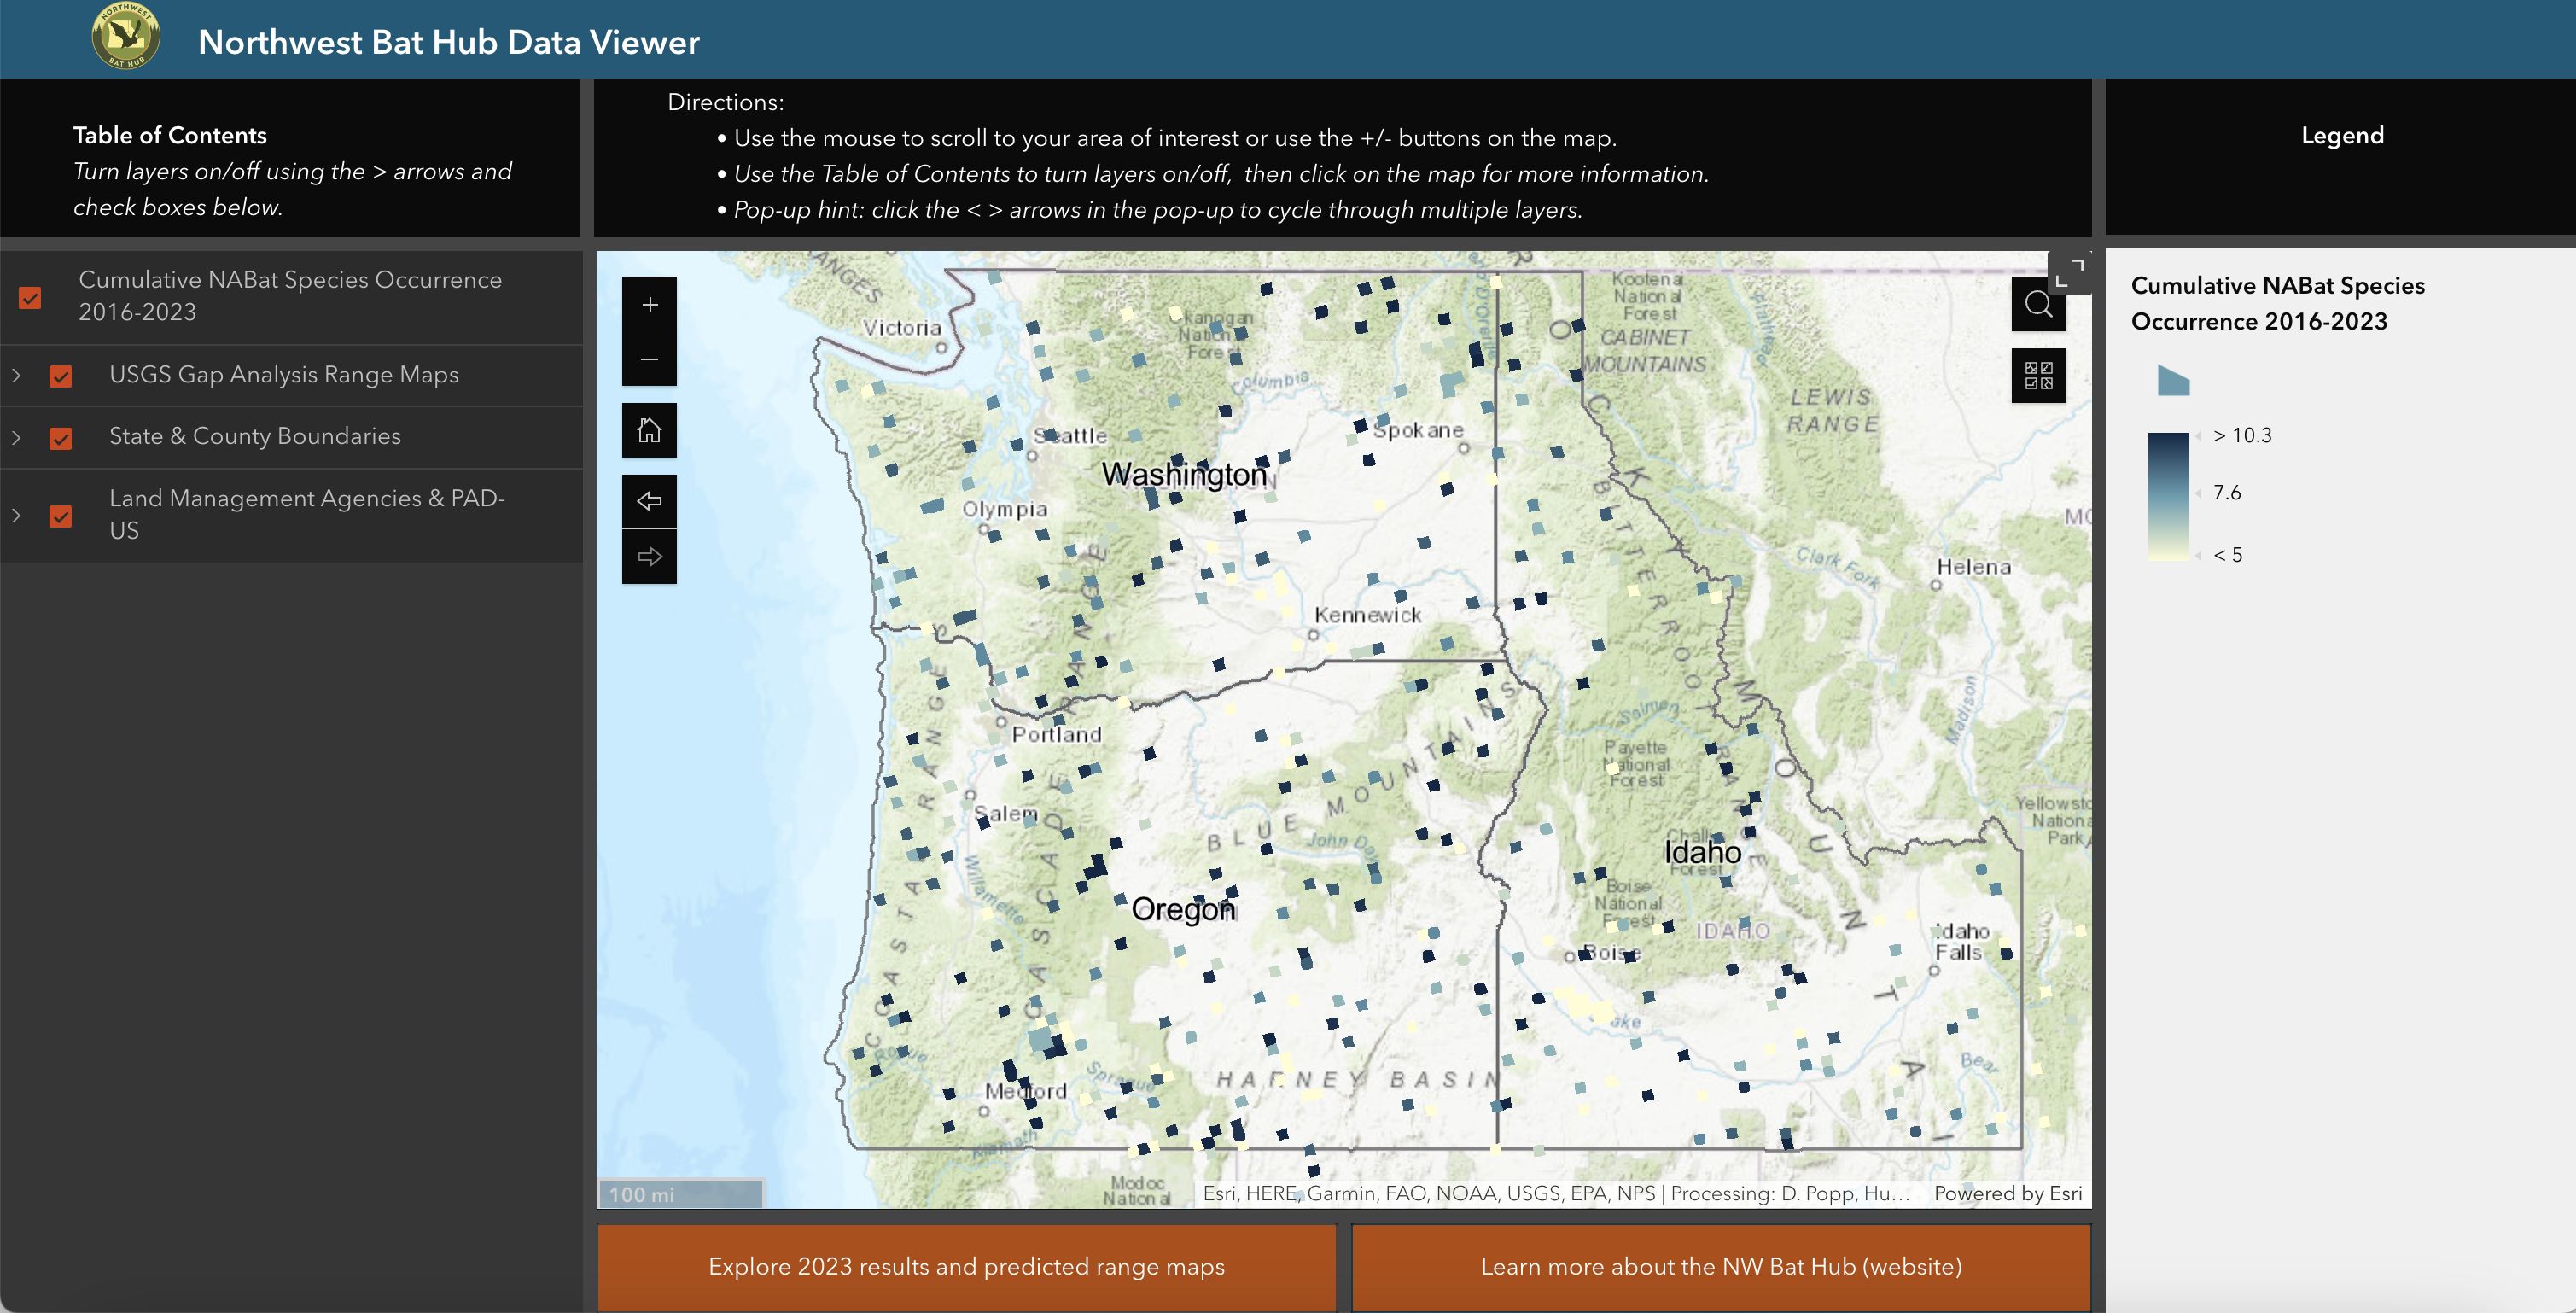 NORTHWEST
BAT HUB
Northwest Bat Hub Data Viewer
Table of Contents
Turn layers on/off using the > arrows and
check boxes below.
Directions:
• Use the mouse to scroll to your area of interest or use the +/- buttons on the map.
• Use the Table of Contents to turn layers on/off, then click on the map for more information.
• Pop-up hint: click the < > arrows in the pop-up to cycle through multiple layers.
Legend
Cumulative NABat Species Occurrence
2016-2023
USGS Gap Analysis Range Maps
State & County Boundaries
Land Management Agencies & PAD-
US
Cumulative NABat Species
Occurrence 2016-2023
> 10.3
7.6
< 5
+
−
ANGES
Victoria
Okanogan
Kootenai
National
Forest
CABINET
MOUNTAINS
Columbia
LEWIS
RANGE
Seattle
Spokane
Washington
Olympia
Clark Fork
Helena
Kennewick
Portland
Salmon
Madison
Payette
National
Forest
Salem
BLUE MOUNTAINS
John Day
Willamette
COAST RANGES
CASCADE RANGE
BITTERROOT RANGE
Yellowst
Nationa
Park
Idaho
Forest
Oregon
Boise
National
Forest
IDAHO
Boise
Idaho
Falls
Rogue
Medford
Sprague
HARNEY BASIN
Bear
Klamath
Modoc
National
100 mi
Esri, HERE, Garmin, FAO, NOAA, USGS, EPA, NPS | Processing: D. Popp, Hu...
Powered by Esri
Explore 2023 results and predicted range maps
Learn more about the NW Bat Hub (website)